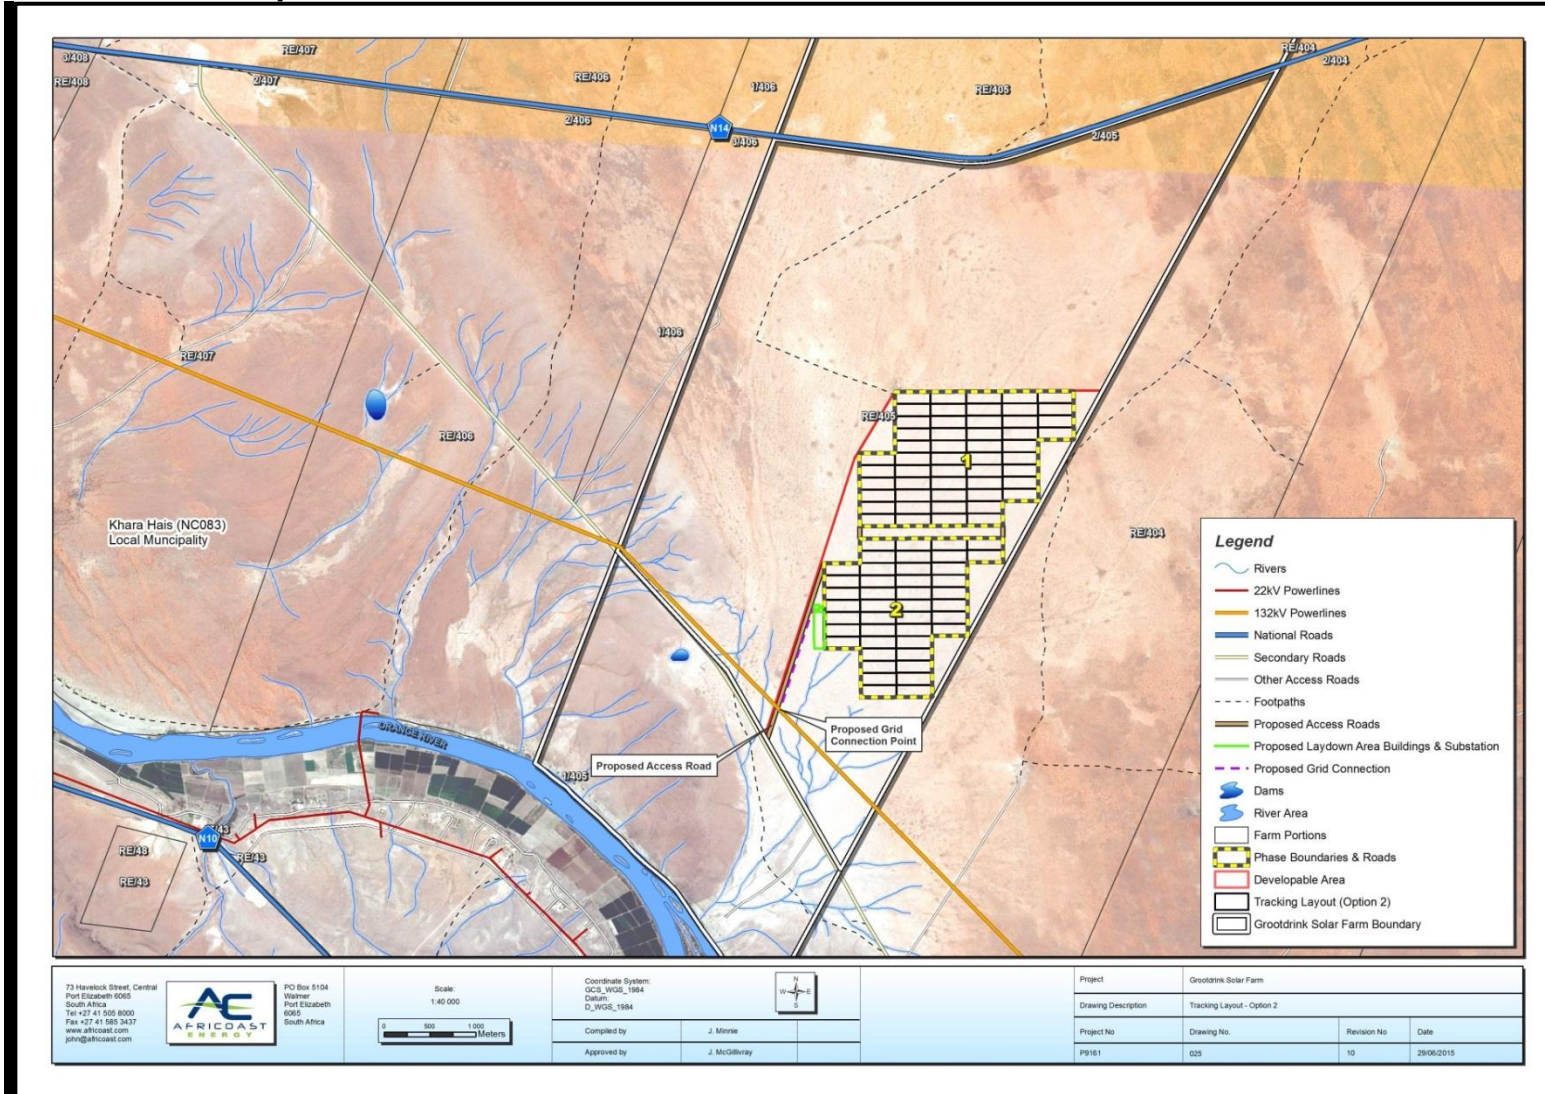 3/408
RE/407
RE/408
2/407
RE/406
2/406
1/406
N14
3/406
RE/405
RE/404
2/404
2/405
RE/407
1/406
RE/406
RE/405
1
2
RE/404
Khara Hais (NC083)
Local Muncipality
ORANGE RIVER
1/405
Proposed Access Road
Proposed Grid
Connection Point
N10
RE/43
RE/43
Legend
Rivers
22kV Powerlines
132kV Powerlines
National Roads
Secondary Roads
Other Access Roads
Footpaths
Proposed Access Roads
Proposed Laydown Area Buildings & Substation
Proposed Grid Connection
Dams
River Area
Farm Portions
Phase Boundaries & Roads
Developable Area
Tracking Layout (Option 2)
Grootdrink Solar Farm Boundary
73 Havelock Street, Central
Port Elizabeth 6065
South Africa
Tel +27 41 505 8000
Fax +27 41 585 3437
www.africoast.com
john@africoast.com
AC
AFRICOAST
ENERGY
PO Box 5104
Walmer
Port Elizabeth
6065
South Africa
Scale:
1:40 000
0 500 1 000
Meters
Coordinate System:
GCS_WGS_1984
Datum:
D_WGS_1984
N
W E
S
Compiled by J. Minnie
Approved by J. McGillivray
Project Grootdrink Solar Farm
Drawing Description Tracking Layout - Option 2
Project No Drawing No. Revision No Date
P9161 025 10 29/06/2015